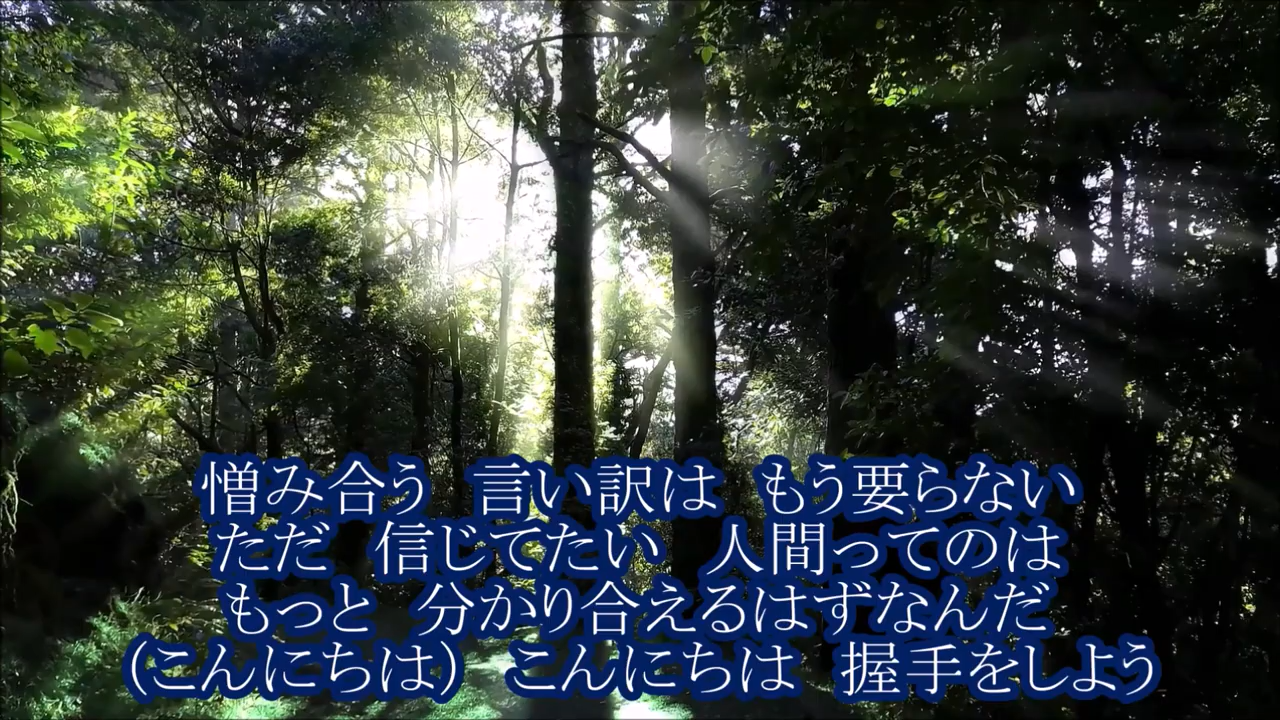 憎み合う　言い訳は　もう要らない
ただ　信じてたい　人間ってのは
もっと　分かり合えるはずなんだ
（こんにちは）　こんにちは　握手をしよう